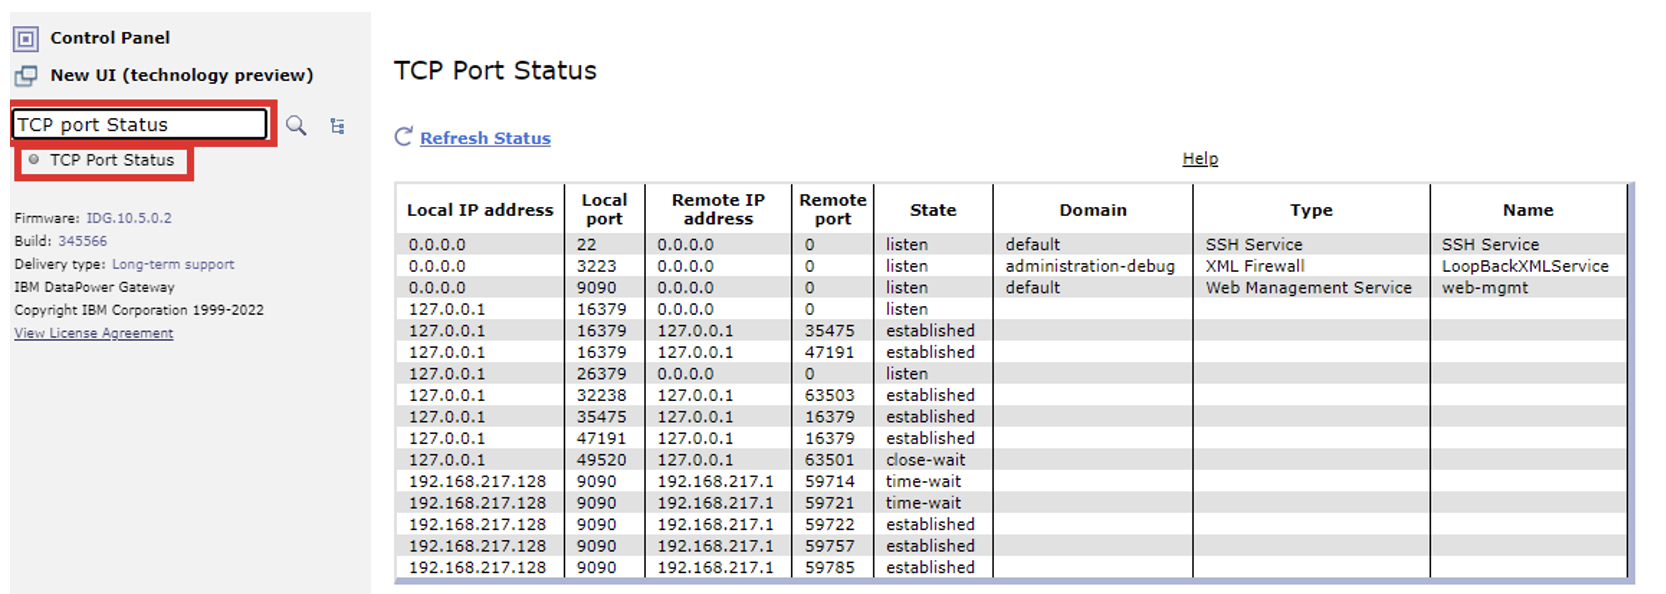 Control Panel
New UI (technology preview)
TCP port Status
TCP Port Status
Firmware: IDG.10.5.0.2
Build: 345566
Delivery type: Long-term support
IBM DataPower Gateway
Copyright IBM Corporation 1999-2022
View License Agreement
TCP Port Status
Refresh Status
Help
Local IP address Local port Remote IP address Remote port State Domain Type Name
0.0.0.0 22 0.0.0.0 0 listen default SSH Service SSH Service
0.0.0.0 3223 0.0.0.0 0 listen administration-debug XML Firewall LoopBackXMLService
0.0.0.0 9090 0.0.0.0 0 listen default Web Management Service web-mgmt
127.0.0.1 16379 0.0.0.0 0 listen
127.0.0.1 16379 127.0.0.1 35475 established
127.0.0.1 16379 127.0.0.1 47191 established
127.0.0.1 26379 0.0.0.0 0 listen
127.0.0.1 32238 127.0.0.1 63503 established
127.0.0.1 35475 127.0.0.1 16379 established
127.0.0.1 47191 127.0.0.1 16379 established
127.0.0.1 49520 127.0.0.1 63501 close-wait
192.168.217.128 9090 192.168.217.1 59714 time-wait
192.168.217.128 9090 192.168.217.1 59721 time-wait
192.168.217.128 9090 192.168.217.1 59722 established
192.168.217.128 9090 192.168.217.1 59757 established
192.168.217.128 9090 192.168.217.1 59785 established